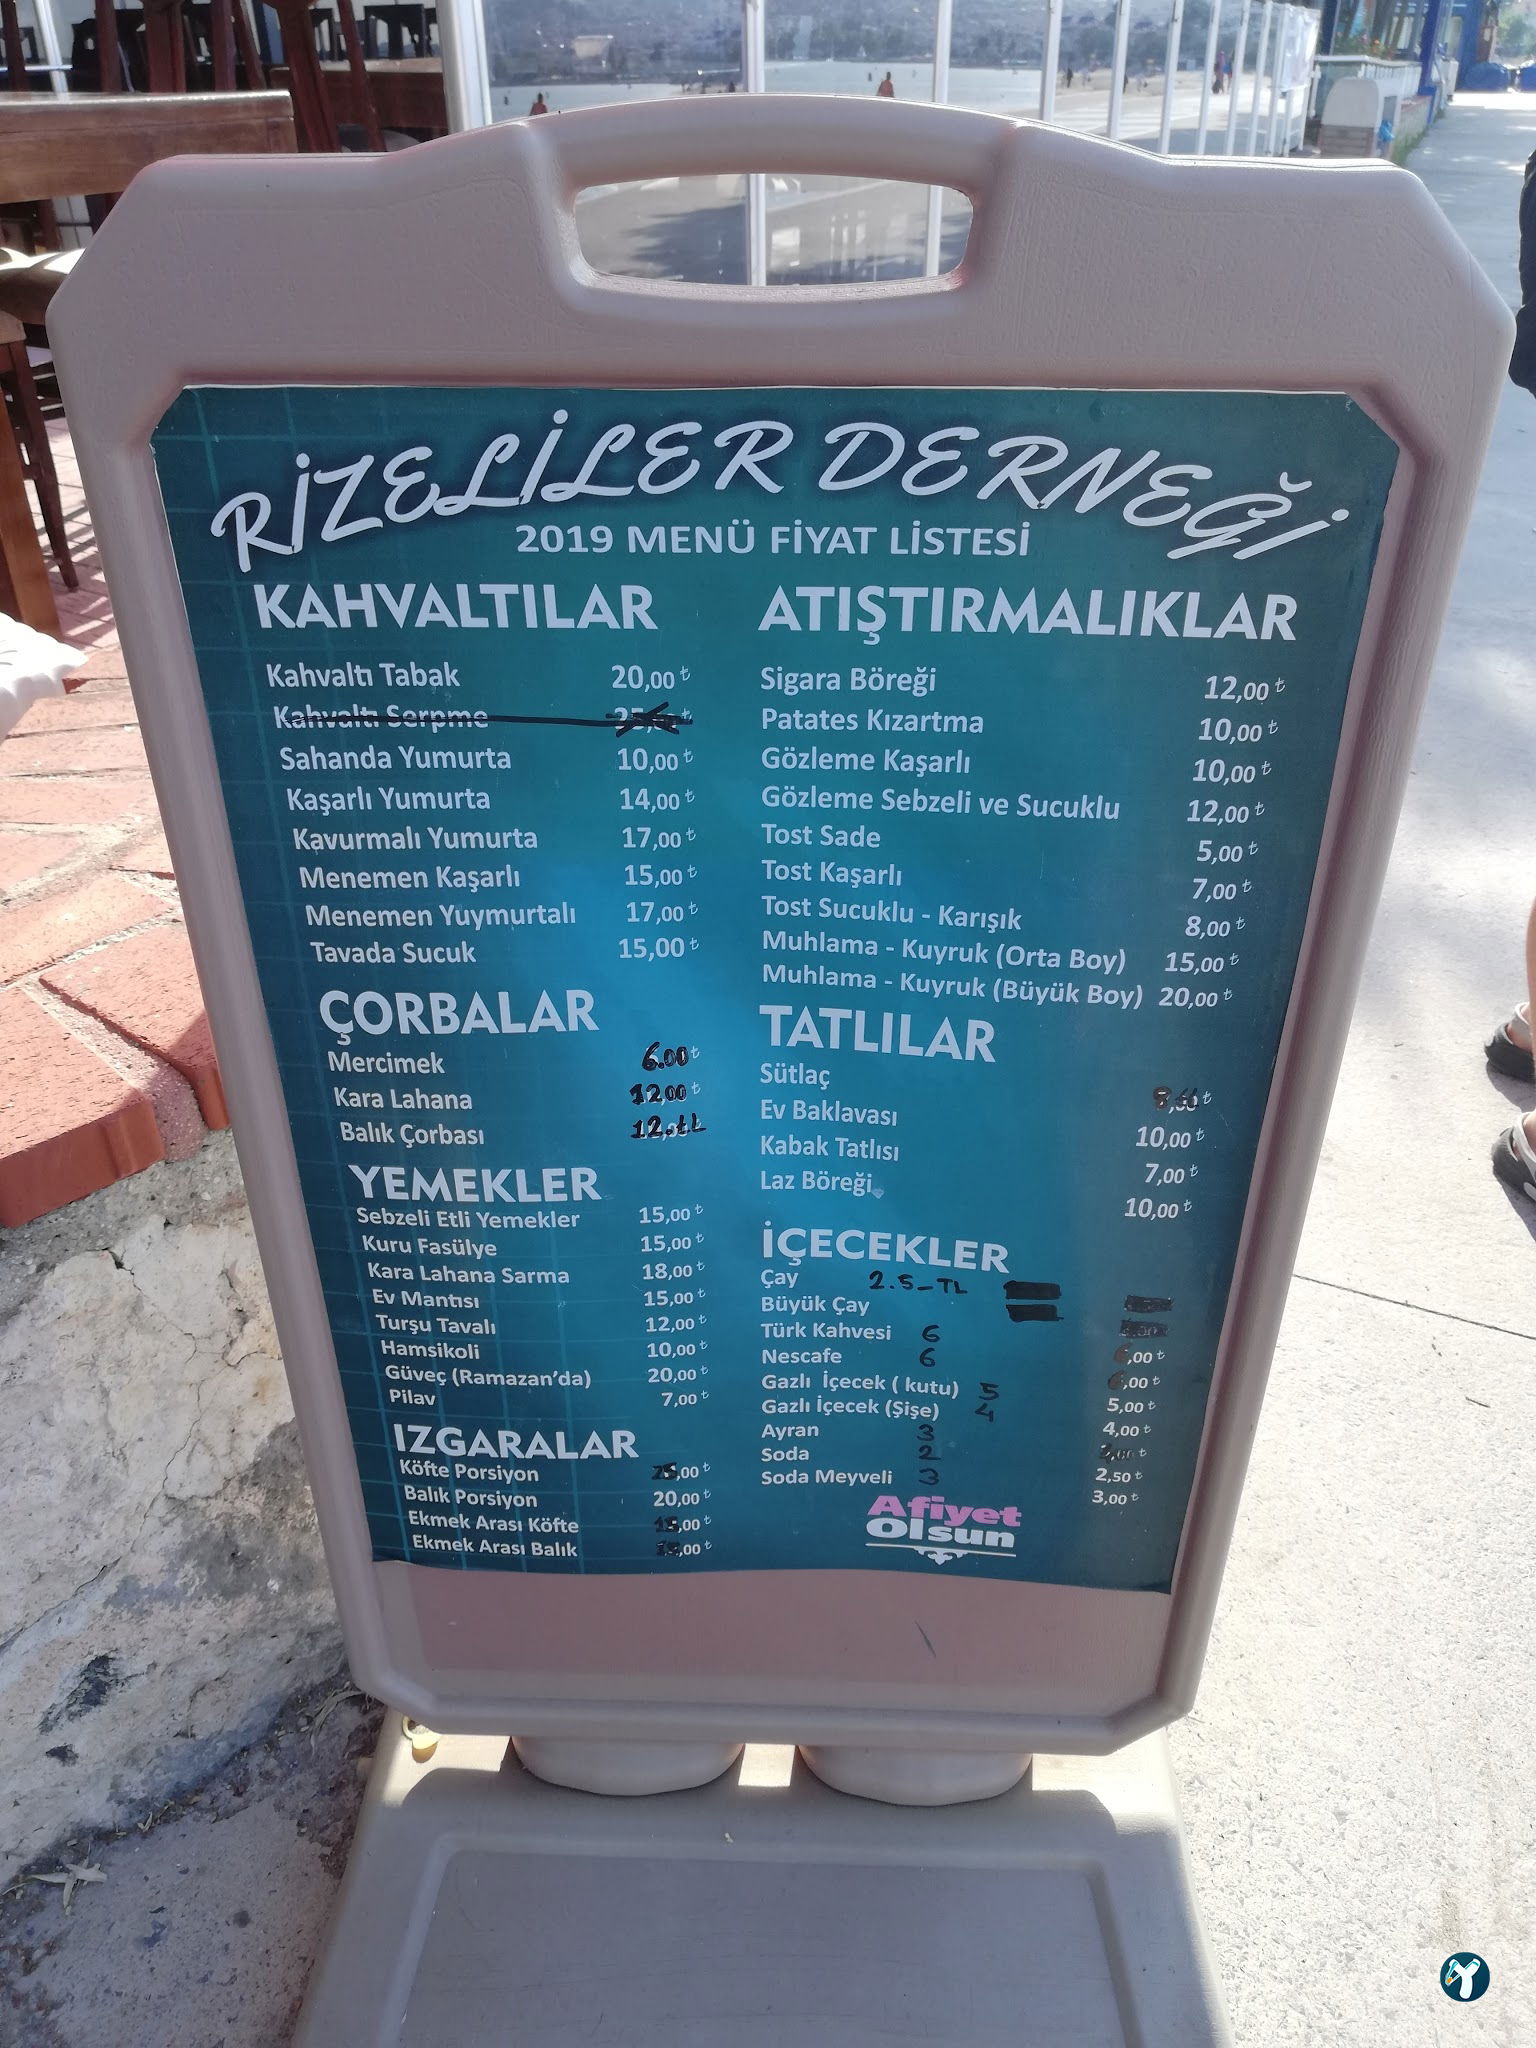 RİZELİLER DERNEĞİ
2019 MENÜ FİYAT LİSTESİ
KAHVALTILAR
Kahvaltı Tabak 20,00 ₺
Kahvaltı Serpme
Sahanda Yumurta 10,00 ₺
Kaşarlı Yumurta 14,00 ₺
Kavurmalı Yumurta 17,00 ₺
Menemen Kaşarlı 15,00 ₺
Menemen Yuymurtalı 17,00 ₺
Tavada Sucuk 15,00 ₺
ÇORBALAR
Mercimek 6.00 ₺
Kara Lahana 12.00 ₺
Balık Çorbası 12.tL
YEMEKLER
Sebzeli Etli Yemekler 15,00 ₺
Kuru Fasülye 15,00 ₺
Kara Lahana Sarma 18,00 ₺
Ev Mantısı 15,00 ₺
Turşu Tavalı 12,00 ₺
Hamsikoli 10,00 ₺
Güveç (Ramazan'da) 20,00 ₺
Pilav 7,00 ₺
IZGARALAR
Köfte Porsiyon
Balık Porsiyon 20,00 ₺
Ekmek Arası Köfte
Ekmek Arası Balık
ATIŞTIRMALIKLAR
Sigara Böreği 12,00 ₺
Patates Kızartma 10,00 ₺
Gözleme Kaşarlı 10,00 ₺
Gözleme Sebzeli ve Sucuklu 12,00 ₺
Tost Sade 5,00 ₺
Tost Kaşarlı 7,00 ₺
Tost Sucuklu - Karışık 8,00 ₺
Muhlama - Kuyruk (Orta Boy) 15,00 ₺
Muhlama - Kuyruk (Büyük Boy) 20,00 ₺
TATLILAR
Sütlaç
Ev Baklavası 10,00 ₺
Kabak Tatlısı 7,00 ₺
Laz Böreği 10,00 ₺
İÇECEKLER
Çay 2.5-TL
Büyük Çay
Türk Kahvesi 6 6,00 ₺
Nescafe 6 6,00 ₺
Gazlı İçecek ( kutu) 5 5,00 ₺
Gazlı İçecek (Şişe) 4 4,00 ₺
Ayran 3
Soda 2 2,50 ₺
Soda Meyveli 3 3,00 ₺
Afiyet
Olsun